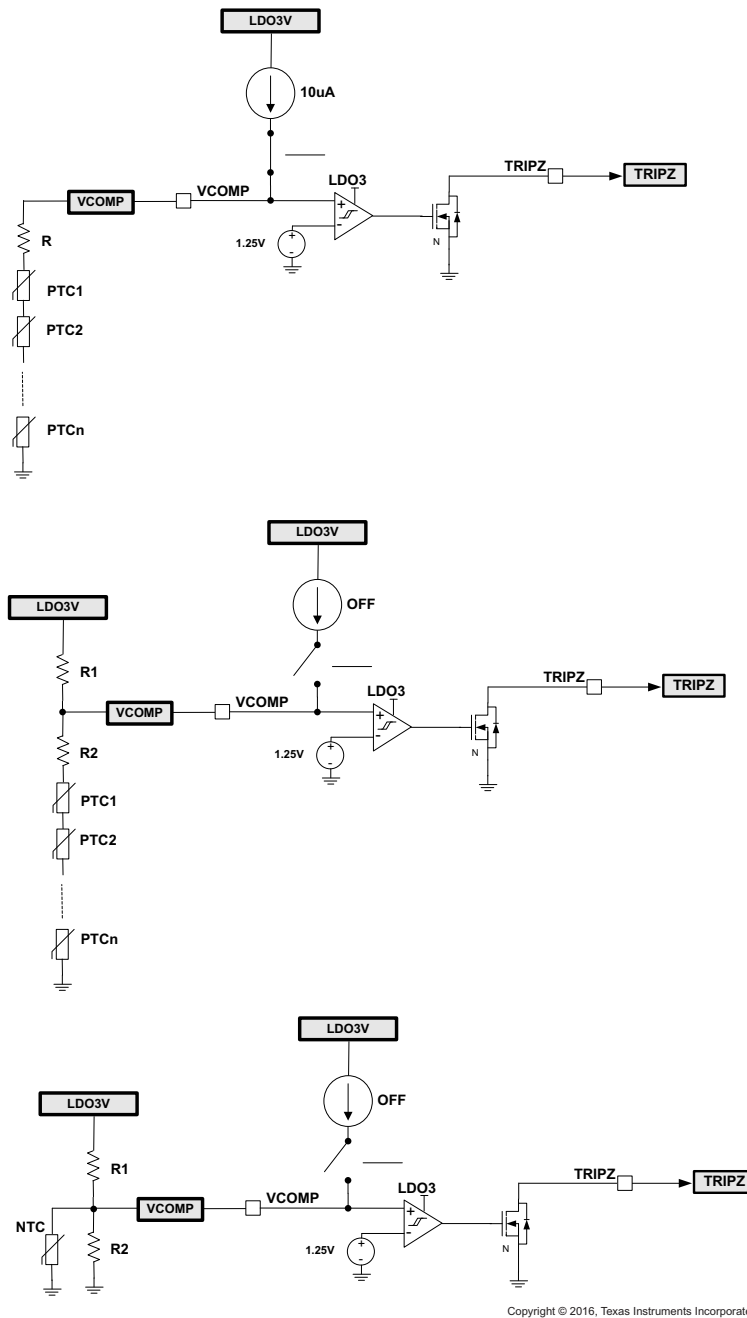 LDO3V
10uA
LDO3
TRIPZ
TRIPZ
VCOMP
VCOMP
+
-
1.25V
+
-
N
R
PTC1
PTC2
PTCn
LDO3V
OFF
LDO3V
R1
LDO3
TRIPZ
TRIPZ
VCOMP
VCOMP
+
-
1.25V
+
-
N
R2
PTC1
PTC2
PTCn
LDO3V
OFF
LDO3V
R1
LDO3
TRIPZ
TRIPZ
VCOMP
VCOMP
+
-
1.25V
+
-
N
NTC
R2
Copyright © 2016, Texas Instruments Incorporate